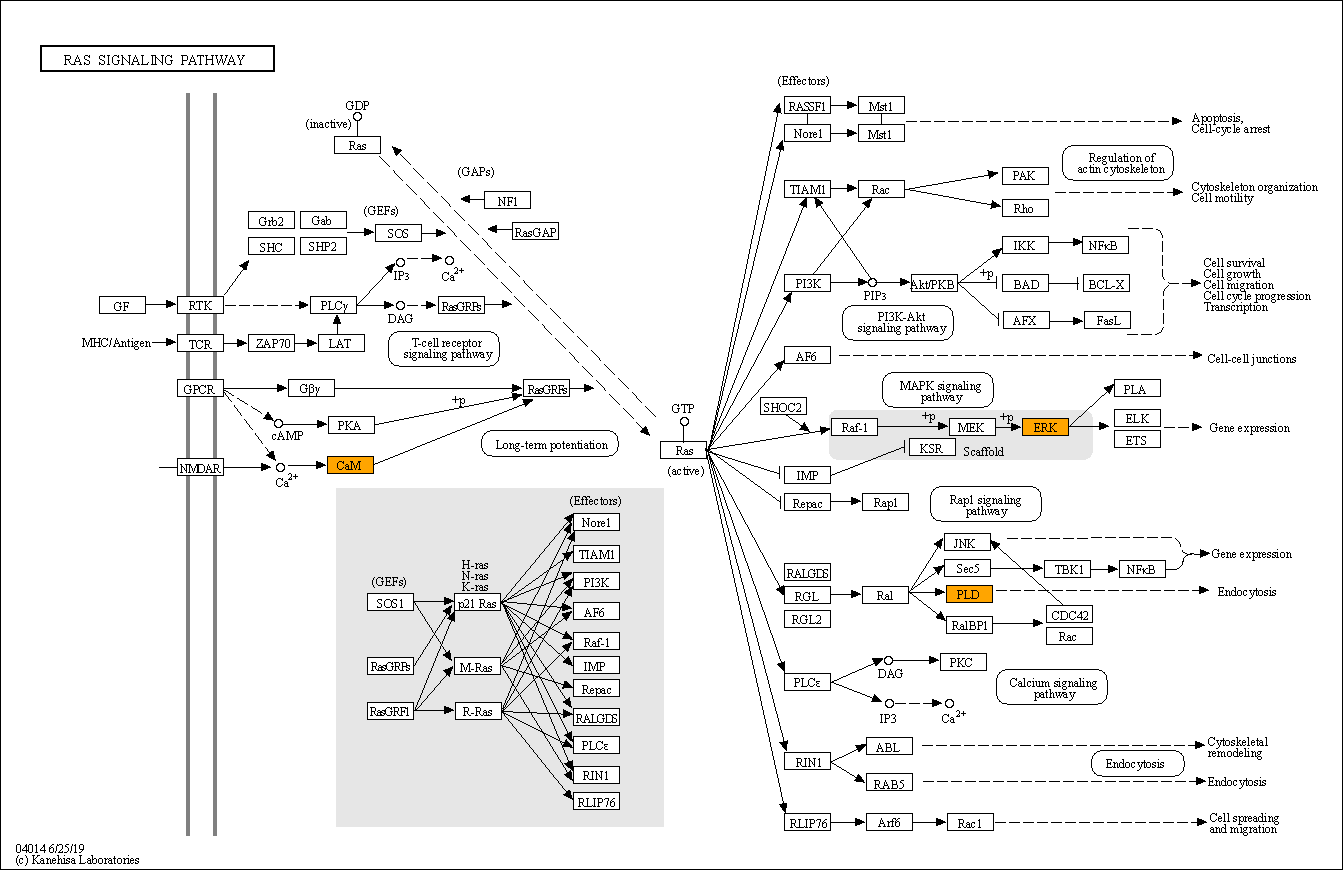 RAS SIGNALING PATHWAY
GDP
(inactive)
Ras
(GAPs)
NF1
RasGAP
(GEFs)
Grb2
Gab
SHC
SHP2
SOS
IP3
Ca2+
GF
RTK
PLCγ
DAG
RasGRPs
MHC/Antigen
TCR
ZAP70
LAT
T-cell receptor
signaling pathway
GPCR
Gβγ
RasGRFs
+p
cAMP
PKA
Long-term potentiation
NMDAR
Ca2+
CaM
GTP
Ras
(active)
(Effectors)
RASSF1
Mst1
Nore1
Mst1
Apoptosis,
Cell-cycle arrest
Regulation of
actin cytoskeleton
TIAM1
Rac
PAK
Rho
Cytoskeleton organization
Cell motility
PI3K
PIP3
Akt/PKB
+p
IKK
NFκB
BAD
BCL-X
AFX
FasL
Cell survival
Cell growth
Cell migration
Cell cycle progression
Transcription
PI3K-Akt
signaling pathway
AF6
Cell-cell junctions
MAPK signaling
pathway
SHOC2
Raf-1
+p
MEK
+p
ERK
KSR
Scaffold
PLA
ELK
ETS
Gene expression
IMP
Repac
Rap1
Rap1 signaling
pathway
RALGDS
RGL
RGL2
Ral
JNK
Sec5
TBK1
NFκB
Gene expression
PLD
Endocytosis
RalBP1
CDC42
Rac
PLCε
DAG
PKC
IP3
Ca2+
Calcium signaling
pathway
RIN1
ABL
Cytoskeletal
remodeling
RAB5
Endocytosis
Endocytosis
RLIP76
Arf6
Rac1
Cell spreading
and migration
(Effectors)
(GEFs)
H-ras
N-ras
K-ras
SOS1
p21 Ras
RasGRPs
M-Ras
RasGRF1
R-Ras
Nore1
TIAM1
PI3K
AF6
Raf-1
IMP
Repac
RALGDS
PLCε
RIN1
RLIP76
04014 6/25/19
(c) Kanehisa Laboratories